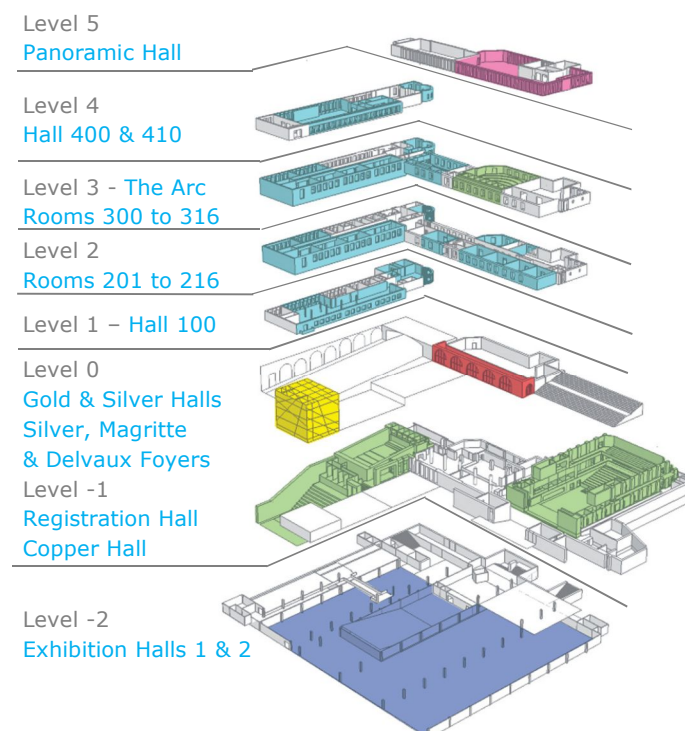 Level 5
Panoramic Hall
Level 4
Hall 400 & 410
Level 3 - The Arc
Rooms 300 to 316
Level 2
Rooms 201 to 216
Level 1 – Hall 100
Level 0
Gold & Silver Halls
Silver, Magritte
& Delvaux Foyers
Level -1
Registration Hall
Copper Hall
Level -2
Exhibition Halls 1 & 2